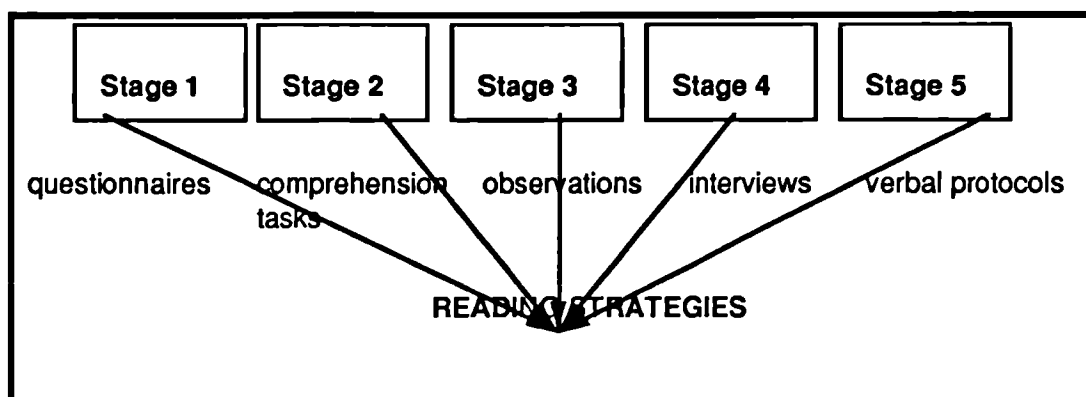 Stage 1 Stage 2 Stage 3 Stage 4 Stage 5
questionnaires comprehension observations interviews verbal protocols
tasks
READING STRATEGIES